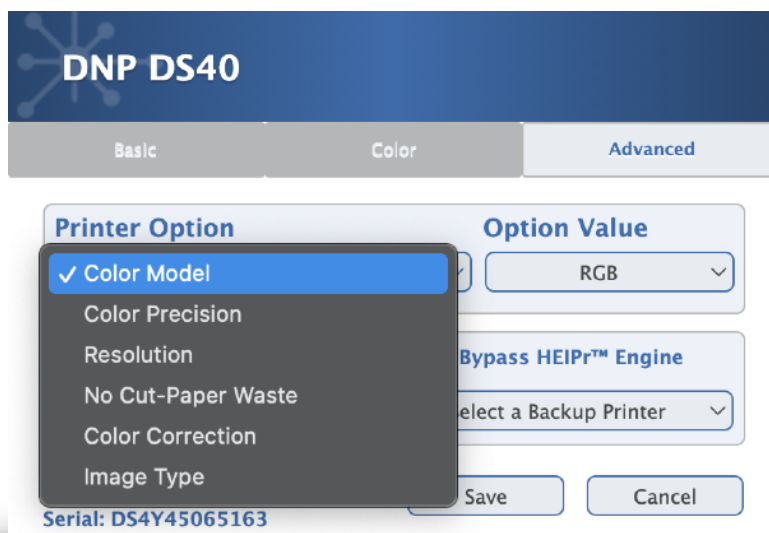 DNP DS40
Basic Color Advanced
Printer Option Option Value
✓ Color Model RGB
Color Precision
Resolution
No Cut-Paper Waste
Color Correction
Image Type
Bypass HEIPr™ Engine
elect a Backup Printer
Save Cancel
Serial: DS4Y45065163